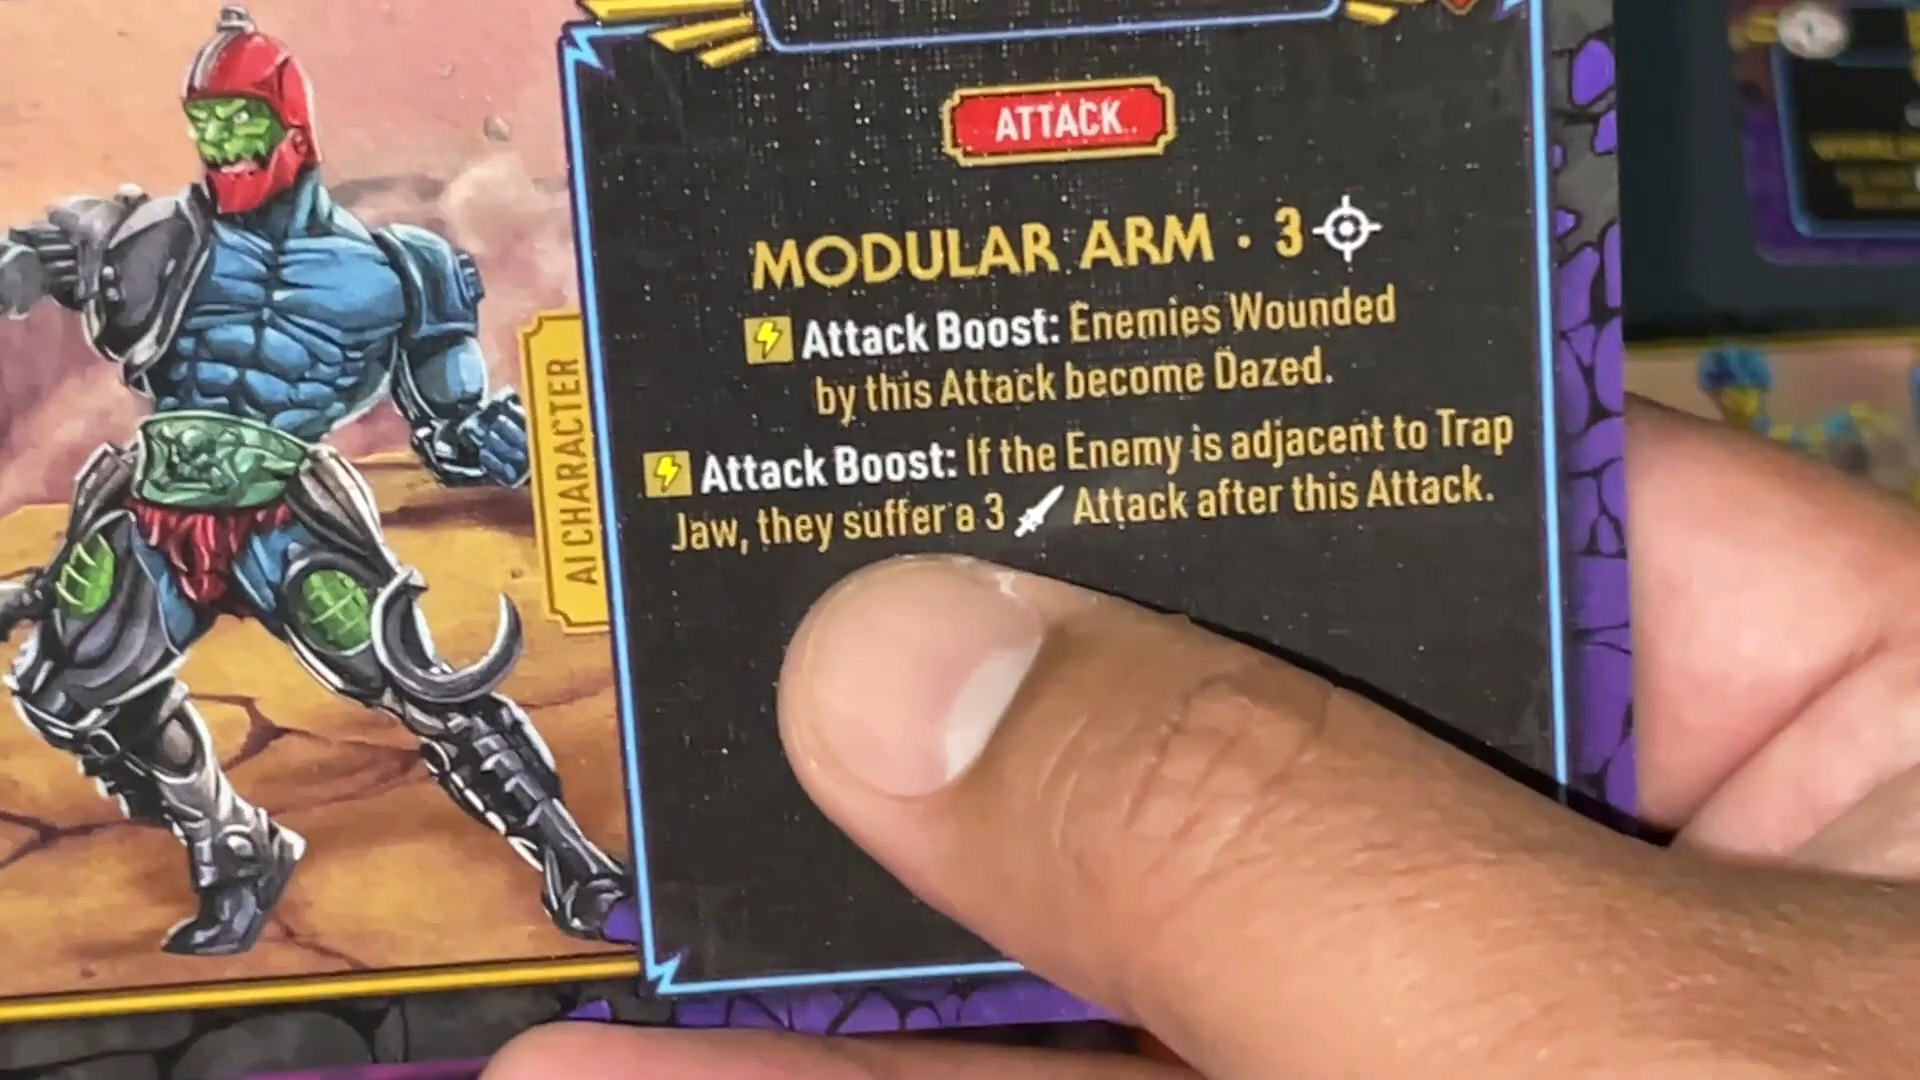 ATTACK
MODULAR ARM · 3
Attack Boost: Enemies Wounded
by this Attack become Dazed.
Attack Boost: If the Enemy is adjacent to Trap
Jaw, they suffer a 3 Attack after this Attack.
AI CHARACTER